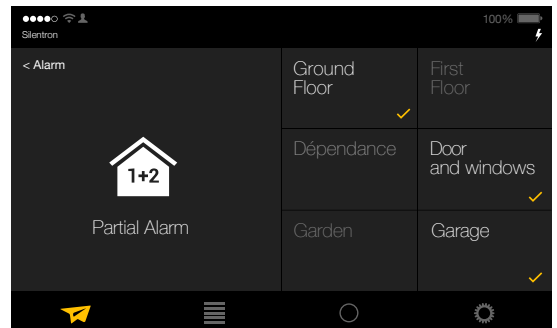 100%
Silentron
< Alarm
Ground
Floor
First
Floor
Dépendance
Door
and windows
1+2
Partial Alarm
Garden
Garage